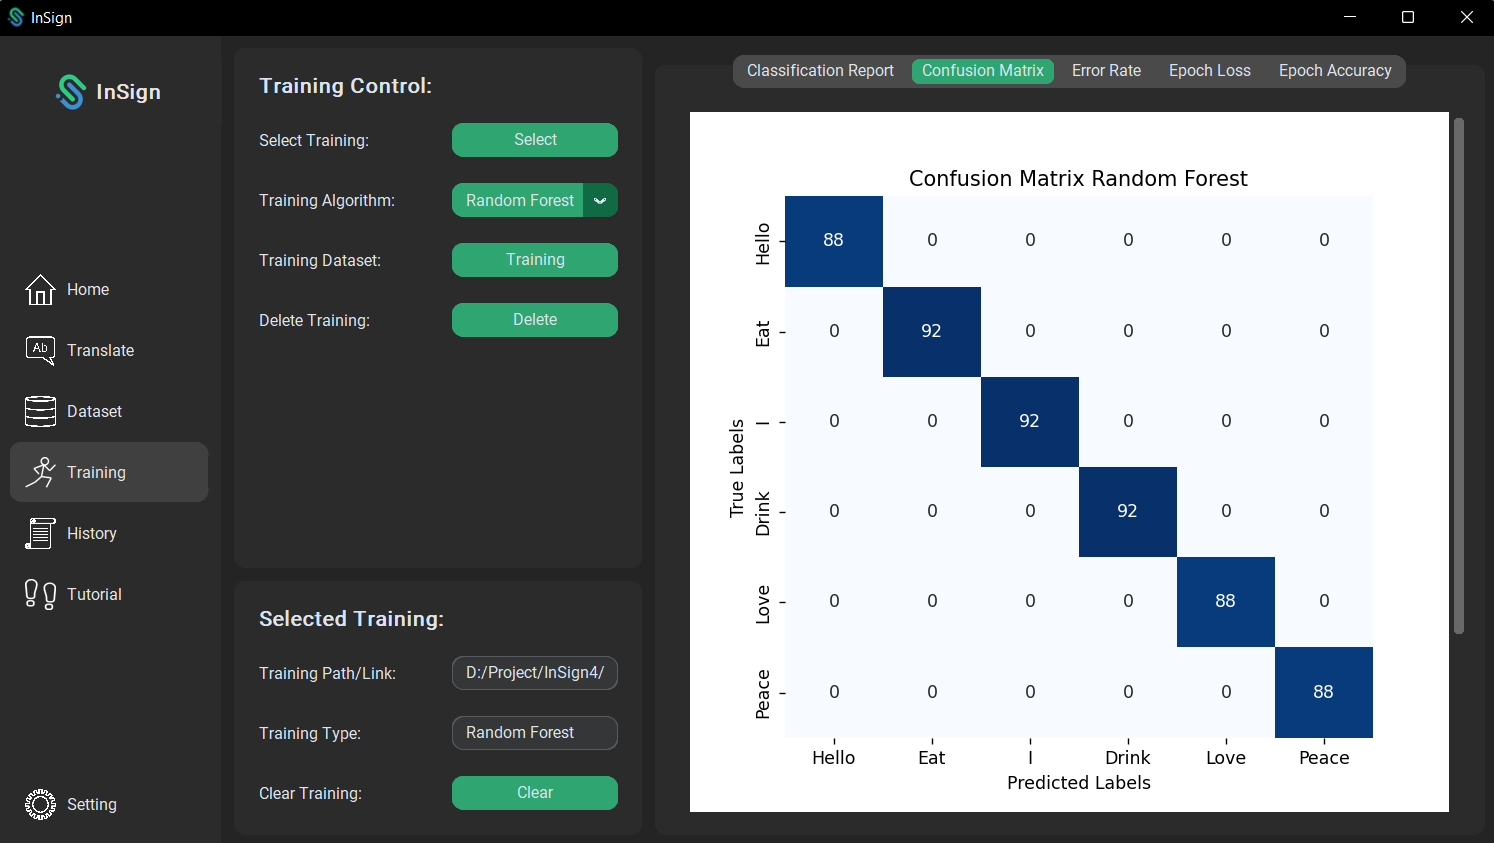 InSign
InSign
Home
Ab
Translate
Dataset
Training
History
Tutorial
Setting
Training Control:
Select Training:
Select
Training Algorithm:
Random Forest
Training Dataset:
Training
Delete Training:
Delete
Selected Training:
Training Path/Link:
D:/Project/InSign4/
Training Type:
Random Forest
Clear Training:
Clear
Classification Report Confusion Matrix Error Rate Epoch Loss Epoch Accuracy
Confusion Matrix Random Forest
True Labels
Hello 88 0 0 0 0 0
Eat 0 92 0 0 0 0
I 0 0 92 0 0 0
Drink 0 0 0 92 0 0
Love 0 0 0 0 88 0
Peace 0 0 0 0 0 88
Hello Eat I Drink Love Peace
Predicted Labels